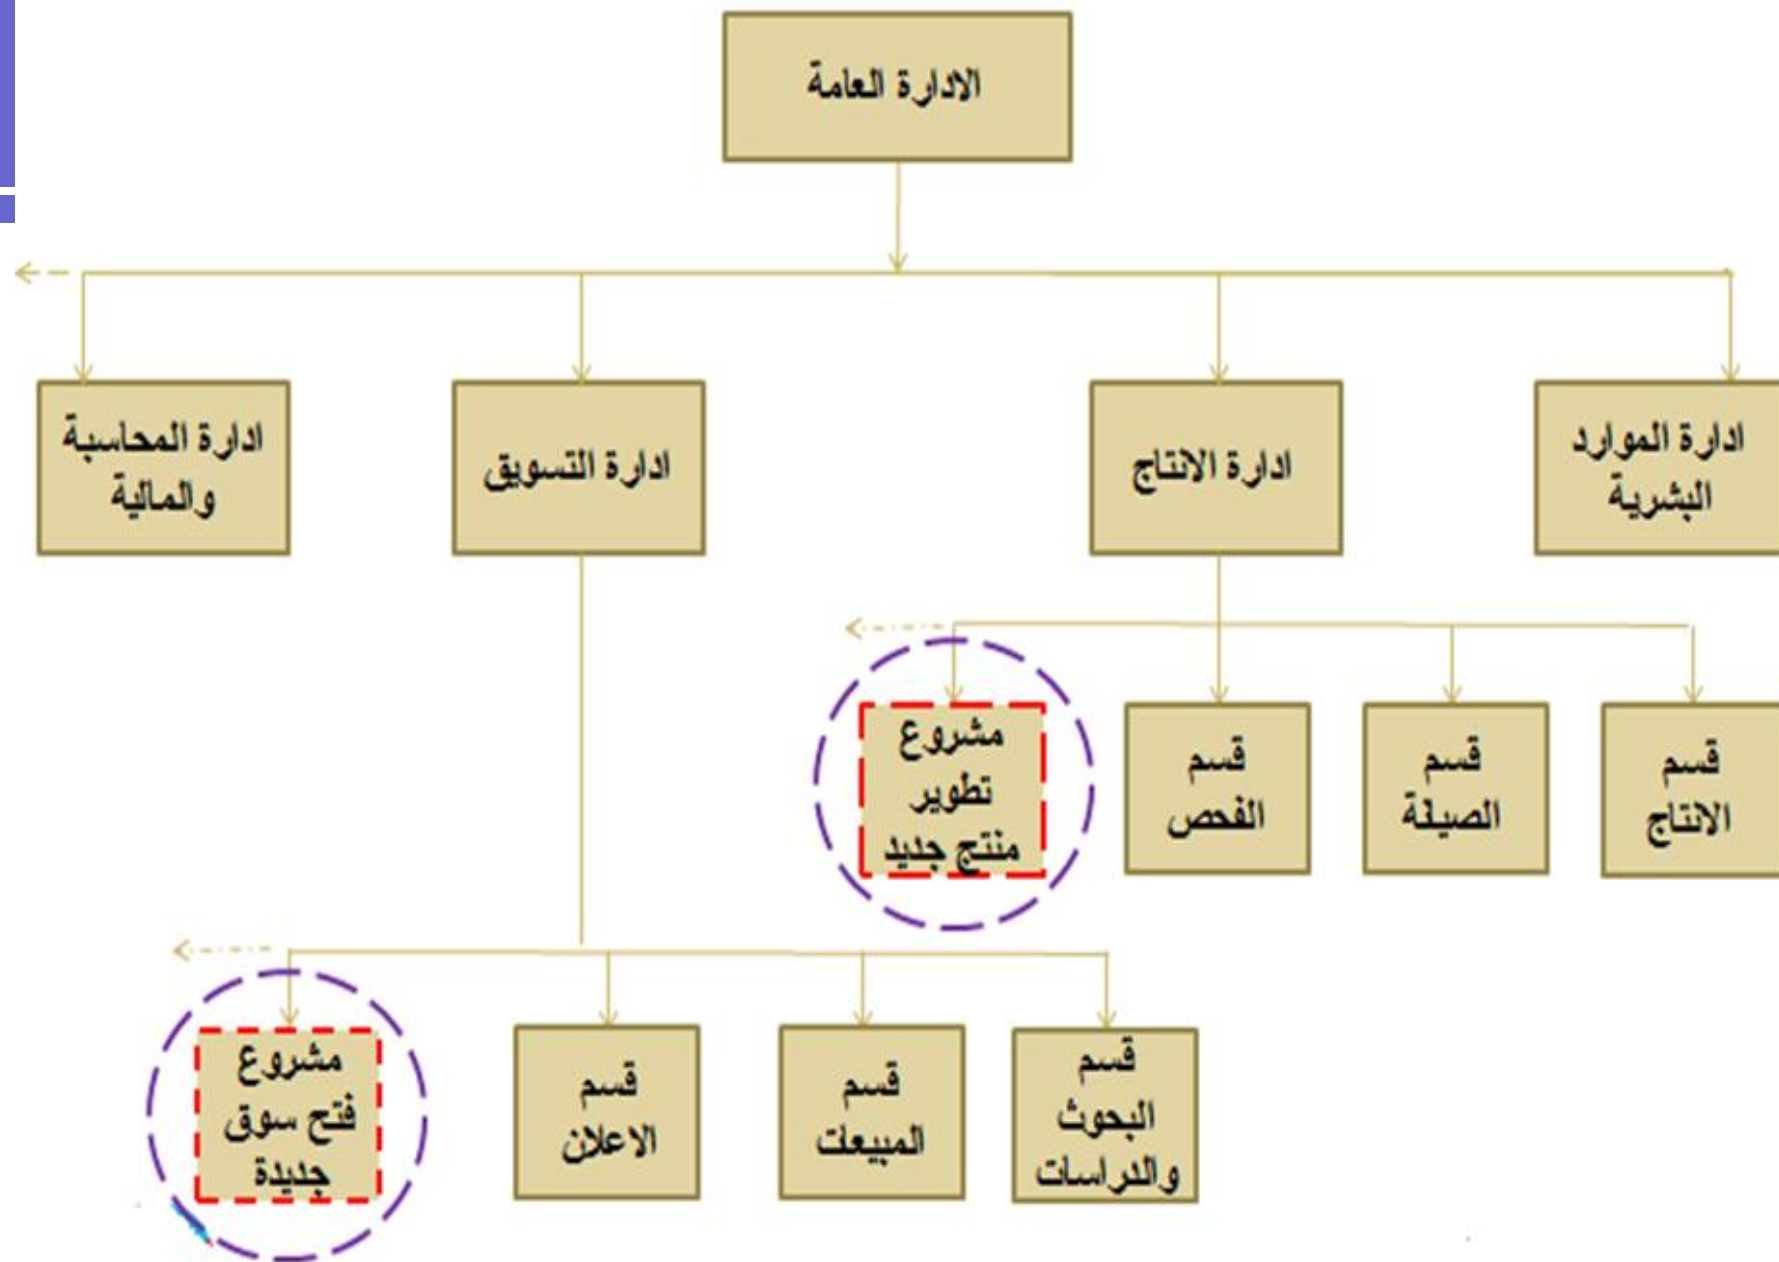 الادارة العامة
ادارة الموارد
البشرية
ادارة الانتاج
ادارة التسويق
ادارة المحاسبة
والمالية
قسم
الانتاج
قسم
الصيانة
قسم
الفحص
مشروع
تطوير
منتج جديد
قسم
البحوث
والدراسات
قسم
المبيعات
قسم
الاعلان
مشروع
فتح سوق
جديدة